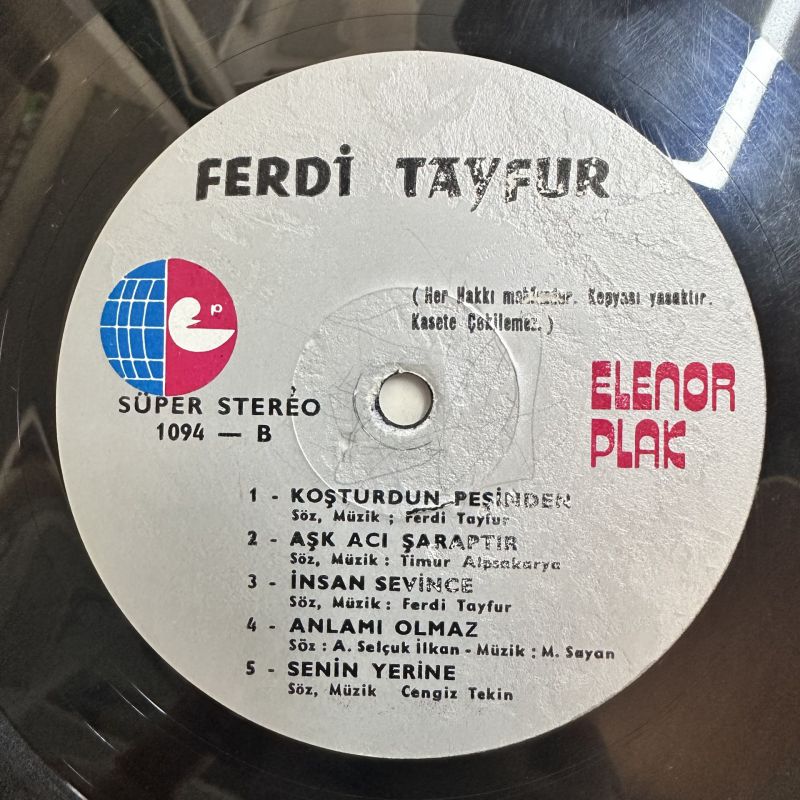 FERDİ TAYFUR
p
( Her Hakkı mahfuzdur. Kopyası yasaktır.
Kasete Çekilemez. )
SÜPER STEREO
1094 — B
ELENOR
PLAK
1 - KOŞTURDUN PEŞİNDEN
Söz, Müzik ; Ferdi Tayfur
2 - AŞK ACI ŞARAPTIR
Söz, Müzik : Timur Alpsakarya
3 - İNSAN SEVİNCE
Söz, Müzik : Ferdi Tayfur
4 - ANLAMI OLMAZ
Söz : A. Selçuk İlkan - Müzik : M. Sayan
5 - SENİN YERİNE
Söz, Müzik Cengiz Tekin